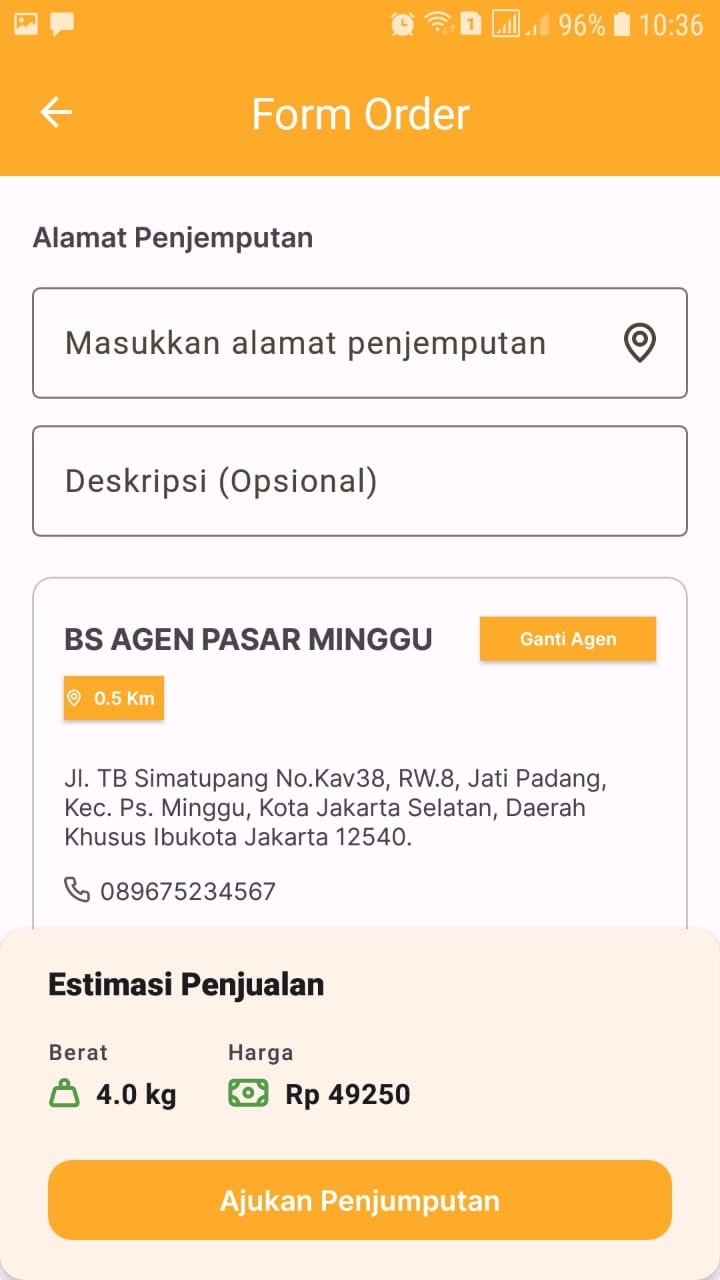 1 96% 10:36
Form Order
Alamat Penjemputan
Masukkan alamat penjemputan
Deskripsi (Opsional)
BS AGEN PASAR MINGGU
Ganti Agen
0.5 Km
Jl. TB Simatupang No.Kav38, RW.8, Jati Padang,
Kec. Ps. Minggu, Kota Jakarta Selatan, Daerah
Khusus Ibukota Jakarta 12540.
089675234567
Estimasi Penjualan
Berat Harga
4.0 kg Rp 49250
Ajukan Penjumputan